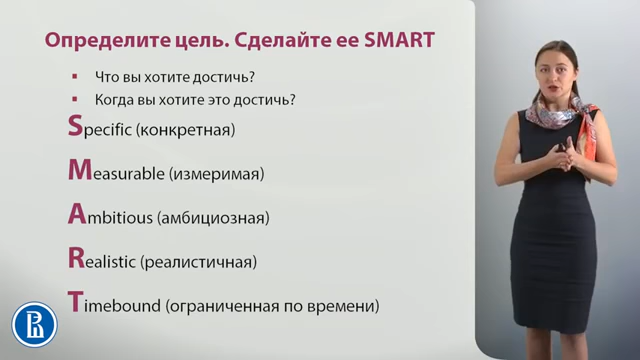 Определите цель. Сделайте ее SMART
Что вы хотите достичь?
Когда вы хотите это достичь?
Specific (конкретная)
Measurable (измеримая)
Ambitious (амбициозная)
Realistic (реалистичная)
Timebound (ограниченная по времени)